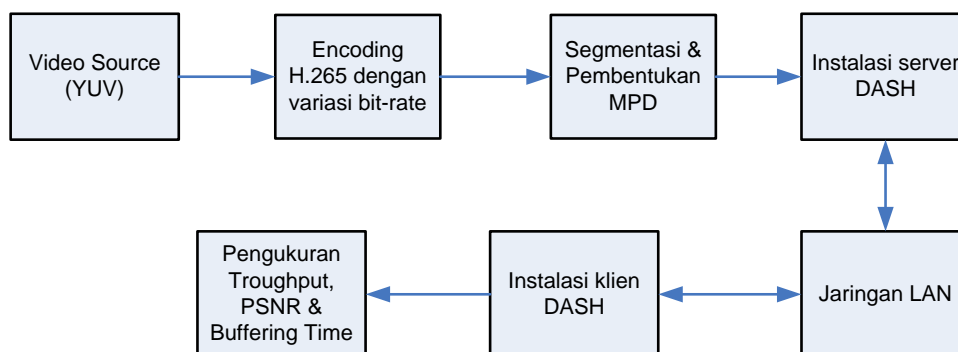 Video Source
(YUV)
Encoding
H.265 dengan
variasi bit-rate
Segmentasi &
Pembentukan
MPD
Instalasi server
DASH
Pengukuran
Troughput,
PSNR &
Buffering Time
Instalasi klien
DASH
Jaringan LAN